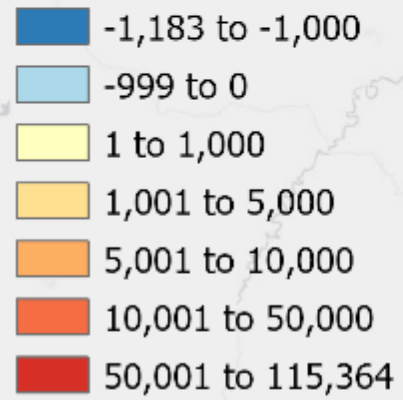 -1,183 to -1,000
-999 to 0
1 to 1,000
1,001 to 5,000
5,001 to 10,000
10,001 to 50,000
50,001 to 115,364